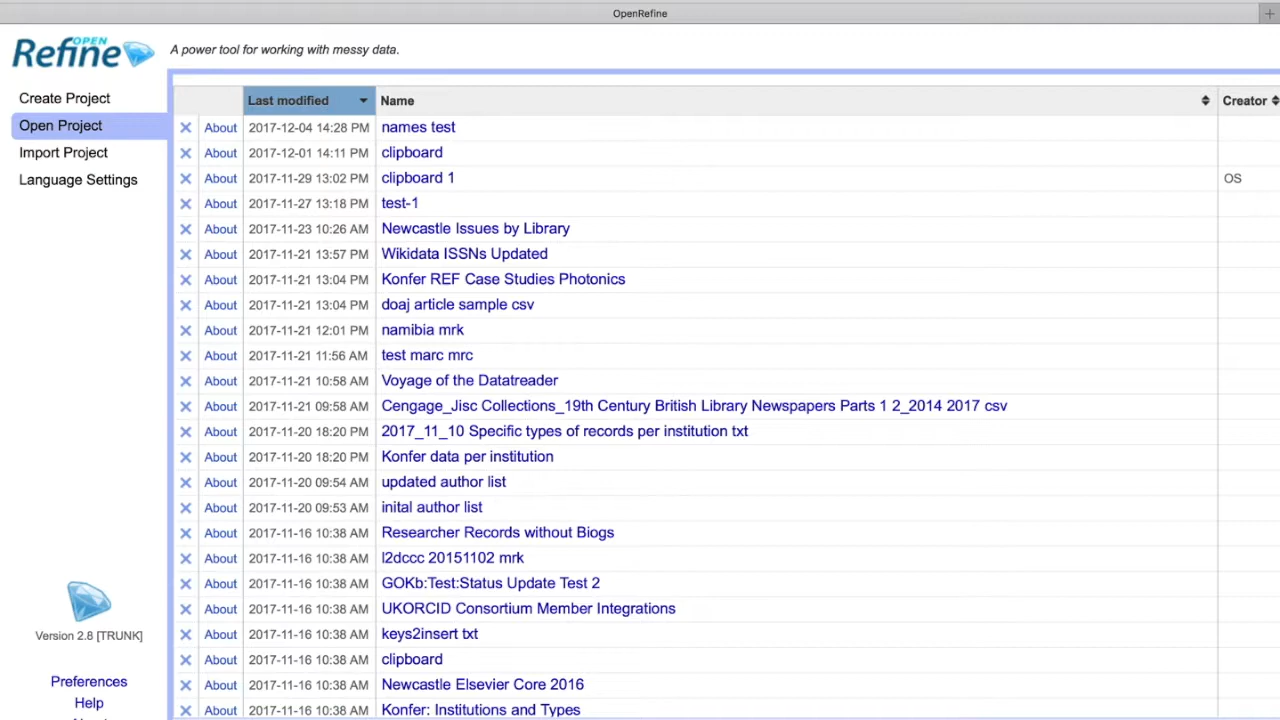 OpenRefine
+
OPEN
Refine
A power tool for working with messy data.
Create Project
Open Project
Import Project
Language Settings
Last modified Name Creator
About 2017-12-04 14:28 PM names test
About 2017-12-01 14:11 PM clipboard
About 2017-11-29 13:02 PM clipboard 1 OS
About 2017-11-27 13:18 PM test-1
About 2017-11-23 10:26 AM Newcastle Issues by Library
About 2017-11-21 13:57 PM Wikidata ISSNs Updated
About 2017-11-21 13:04 PM Konfer REF Case Studies Photonics
About 2017-11-21 13:04 PM doaj article sample csv
About 2017-11-21 12:01 PM namibia mrk
About 2017-11-21 11:56 AM test marc mrc
About 2017-11-21 10:58 AM Voyage of the Datatreader
About 2017-11-21 09:58 AM Cengage_Jisc Collections_19th Century British Library Newspapers Parts 1 2_2014 2017 csv
About 2017-11-20 18:20 PM 2017_11_10 Specific types of records per institution txt
About 2017-11-20 18:20 PM Konfer data per institution
About 2017-11-20 09:54 AM updated author list
About 2017-11-20 09:53 AM inital author list
About 2017-11-16 10:38 AM Researcher Records without Biogs
About 2017-11-16 10:38 AM l2dccc 20151102 mrk
About 2017-11-16 10:38 AM GOKb:Test:Status Update Test 2
About 2017-11-16 10:38 AM UKORCID Consortium Member Integrations
About 2017-11-16 10:38 AM keys2insert txt
About 2017-11-16 10:38 AM clipboard
About 2017-11-16 10:38 AM Newcastle Elsevier Core 2016
About 2017-11-16 10:38 AM Konfer: Institutions and Types
Version 2.8 [TRUNK]
Preferences
Help